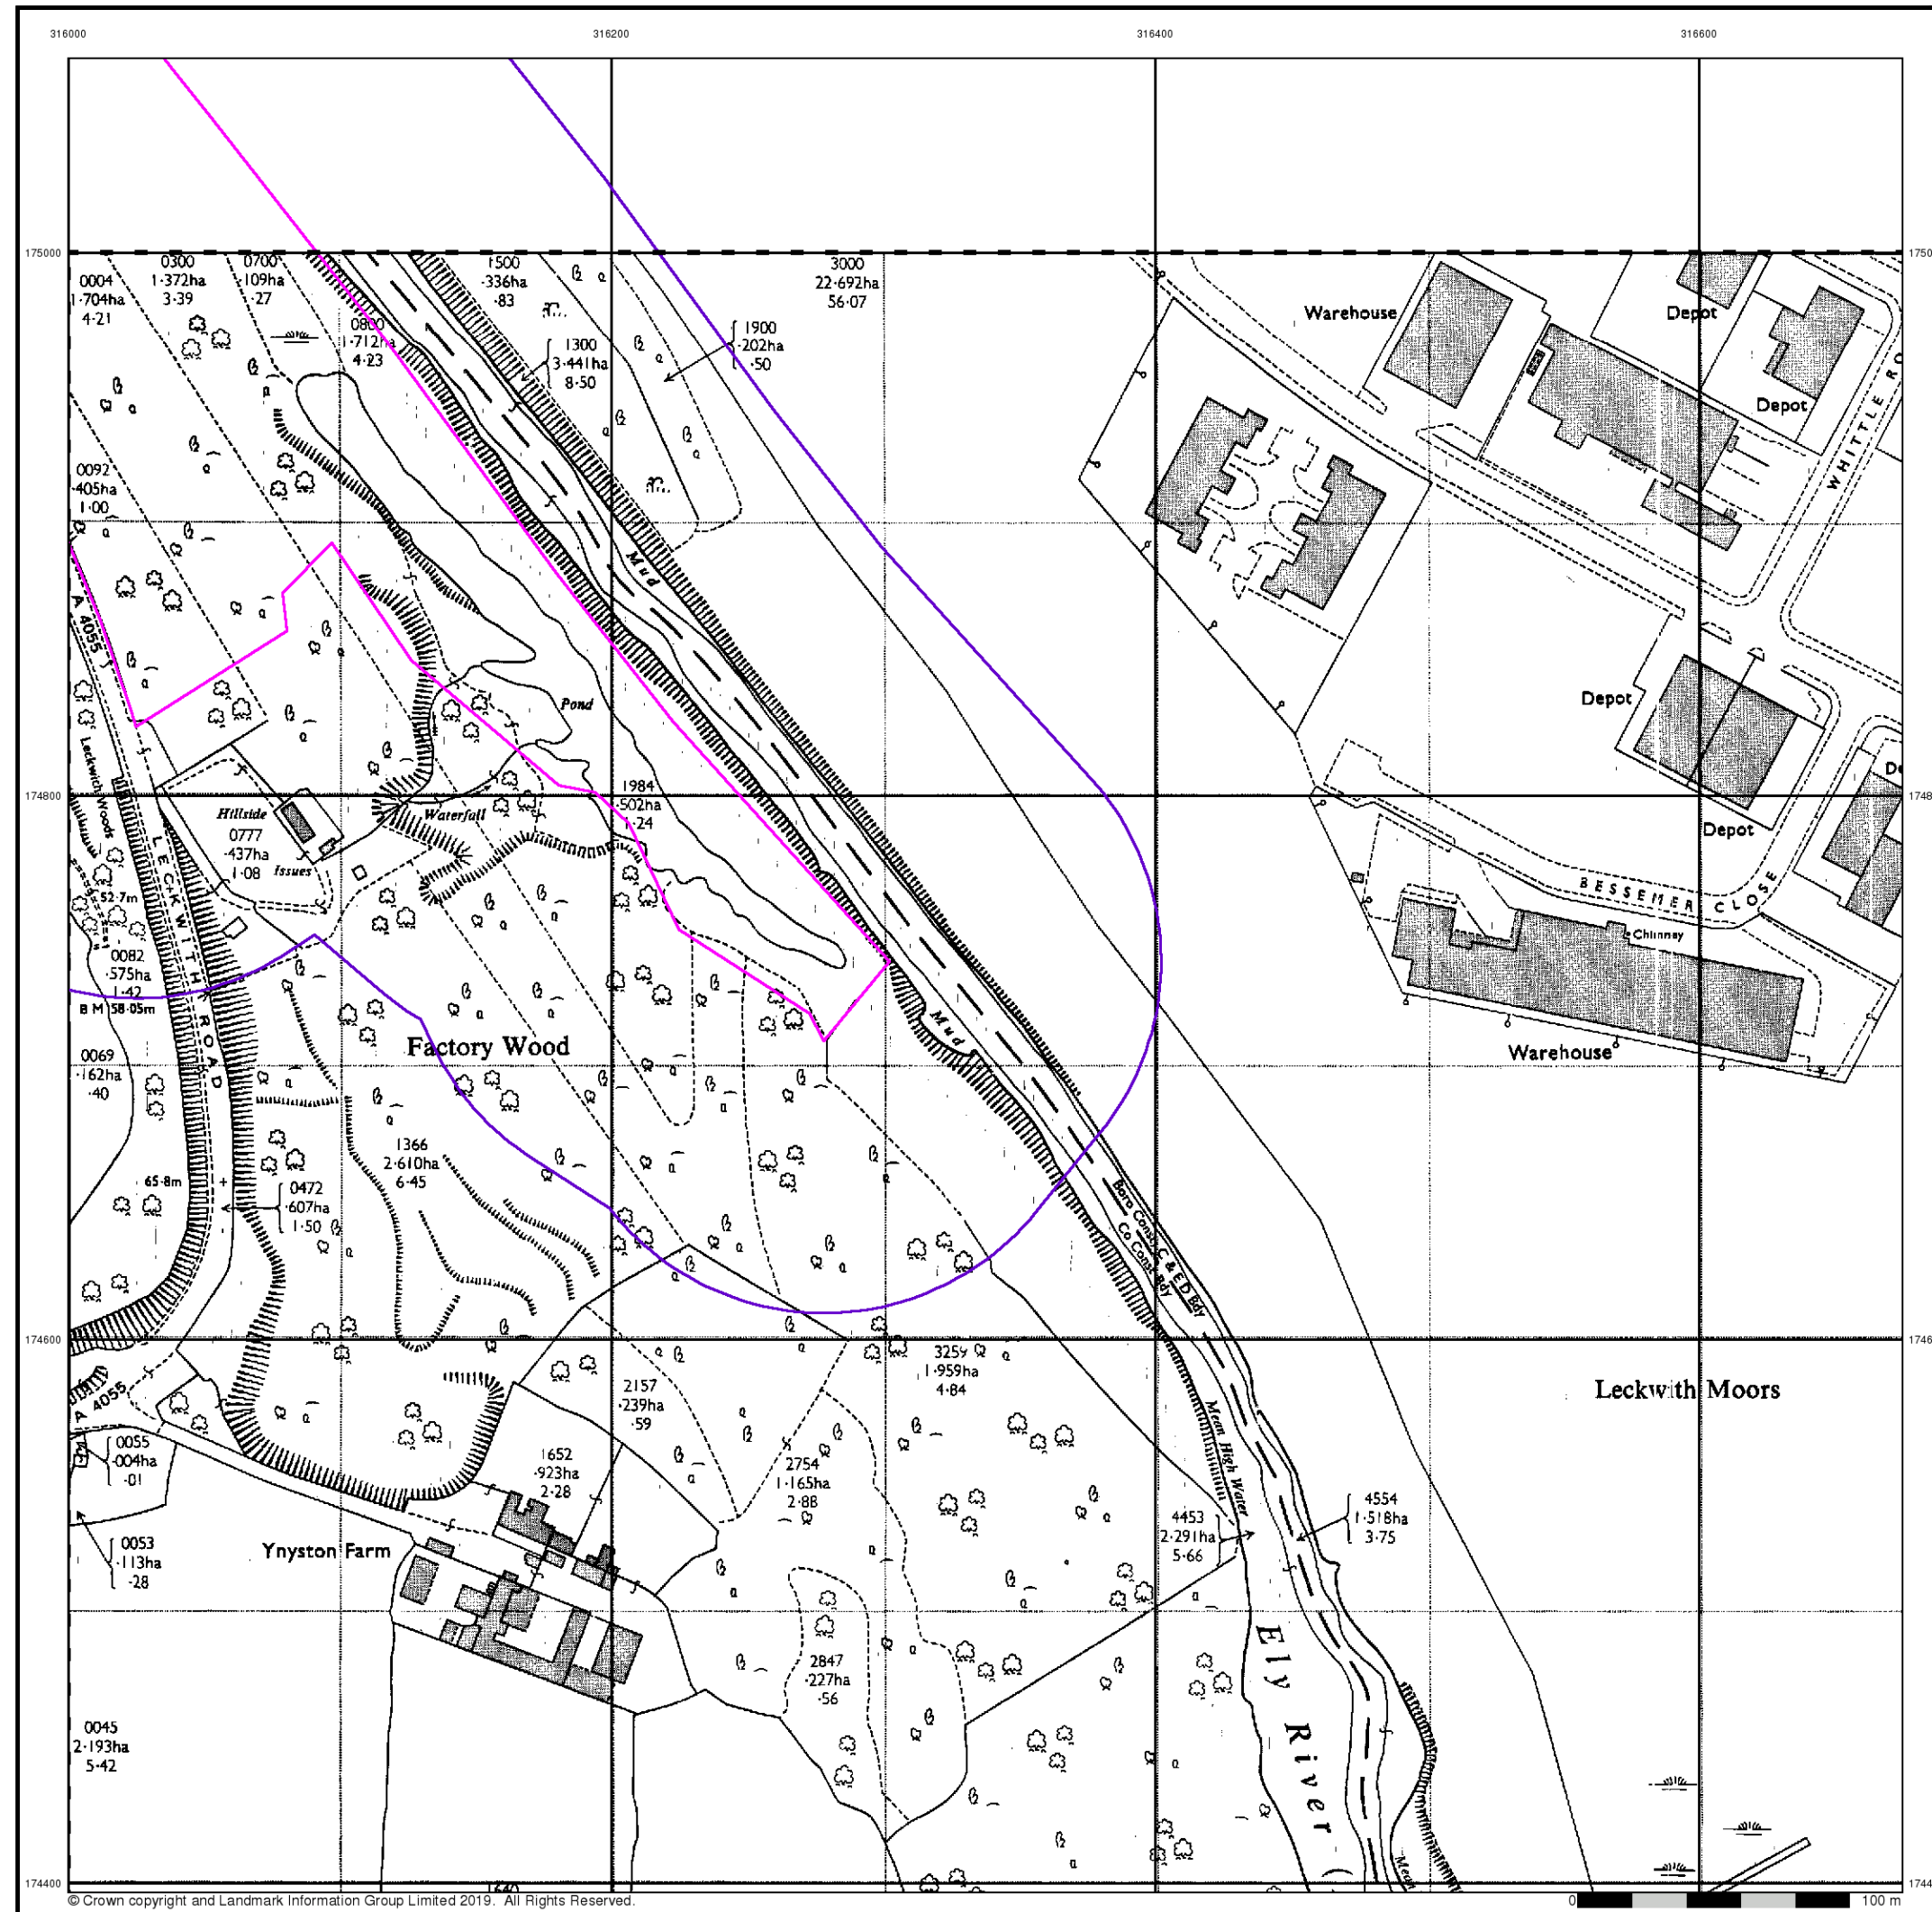 316000
316200
316400
316600
175000
0004
1·704ha
4·21
0300
1·372ha
3·39
0700
·109ha
·27
0800
1·712ha
4·23
1500
·336ha
·83
1300
3·441ha
8·50
1900
·202ha
·50
3000
22·692ha
56·07
Warehouse
Depot
Depot
WHITTLE
0092
·405ha
1·00
A 4055
Mud
Pond
Depot
Depot
174800
Leckwith Woods
Hillside
0777
·437ha
1·08
Issues
Waterfall
1984
·502ha
1·24
LECKWITH ROAD
52·7m
0082
·575ha
1·42
B M 58·05m
BESSEMER CLOSE
Chimney
Warehouse
Factory Wood
Mud
0069
·162ha
·40
65·8m
0472
·607ha
1·50
1366
2·610ha
6·45
Boro Const, C & E D Bdy
Co Const Bdy
174600
A 4055
0055
·004ha
·01
0053
·113ha
·28
1652
·923ha
2·28
2157
·239ha
·59
2754
1·165ha
2·88
3259
1·959ha
4·84
Leckwith Moors
Mean High Water
4453
2·291ha
5·66
4554
1·518ha
3·75
Ynyston Farm
2847
·227ha
·56
Ely River
0045
2·193ha
5·42
Mean
174400
© Crown copyright and Landmark Information Group Limited 2019. All Rights Reserved.
0
100 m